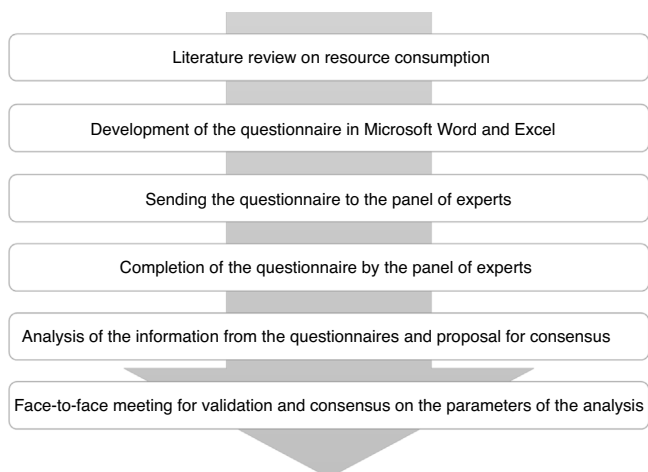 Literature review on resource consumption
Development of the questionnaire in Microsoft Word and Excel
Sending the questionnaire to the panel of experts
Completion of the questionnaire by the panel of experts
Analysis of the information from the questionnaires and proposal for consensus
Face-to-face meeting for validation and consensus on the parameters of the analysis